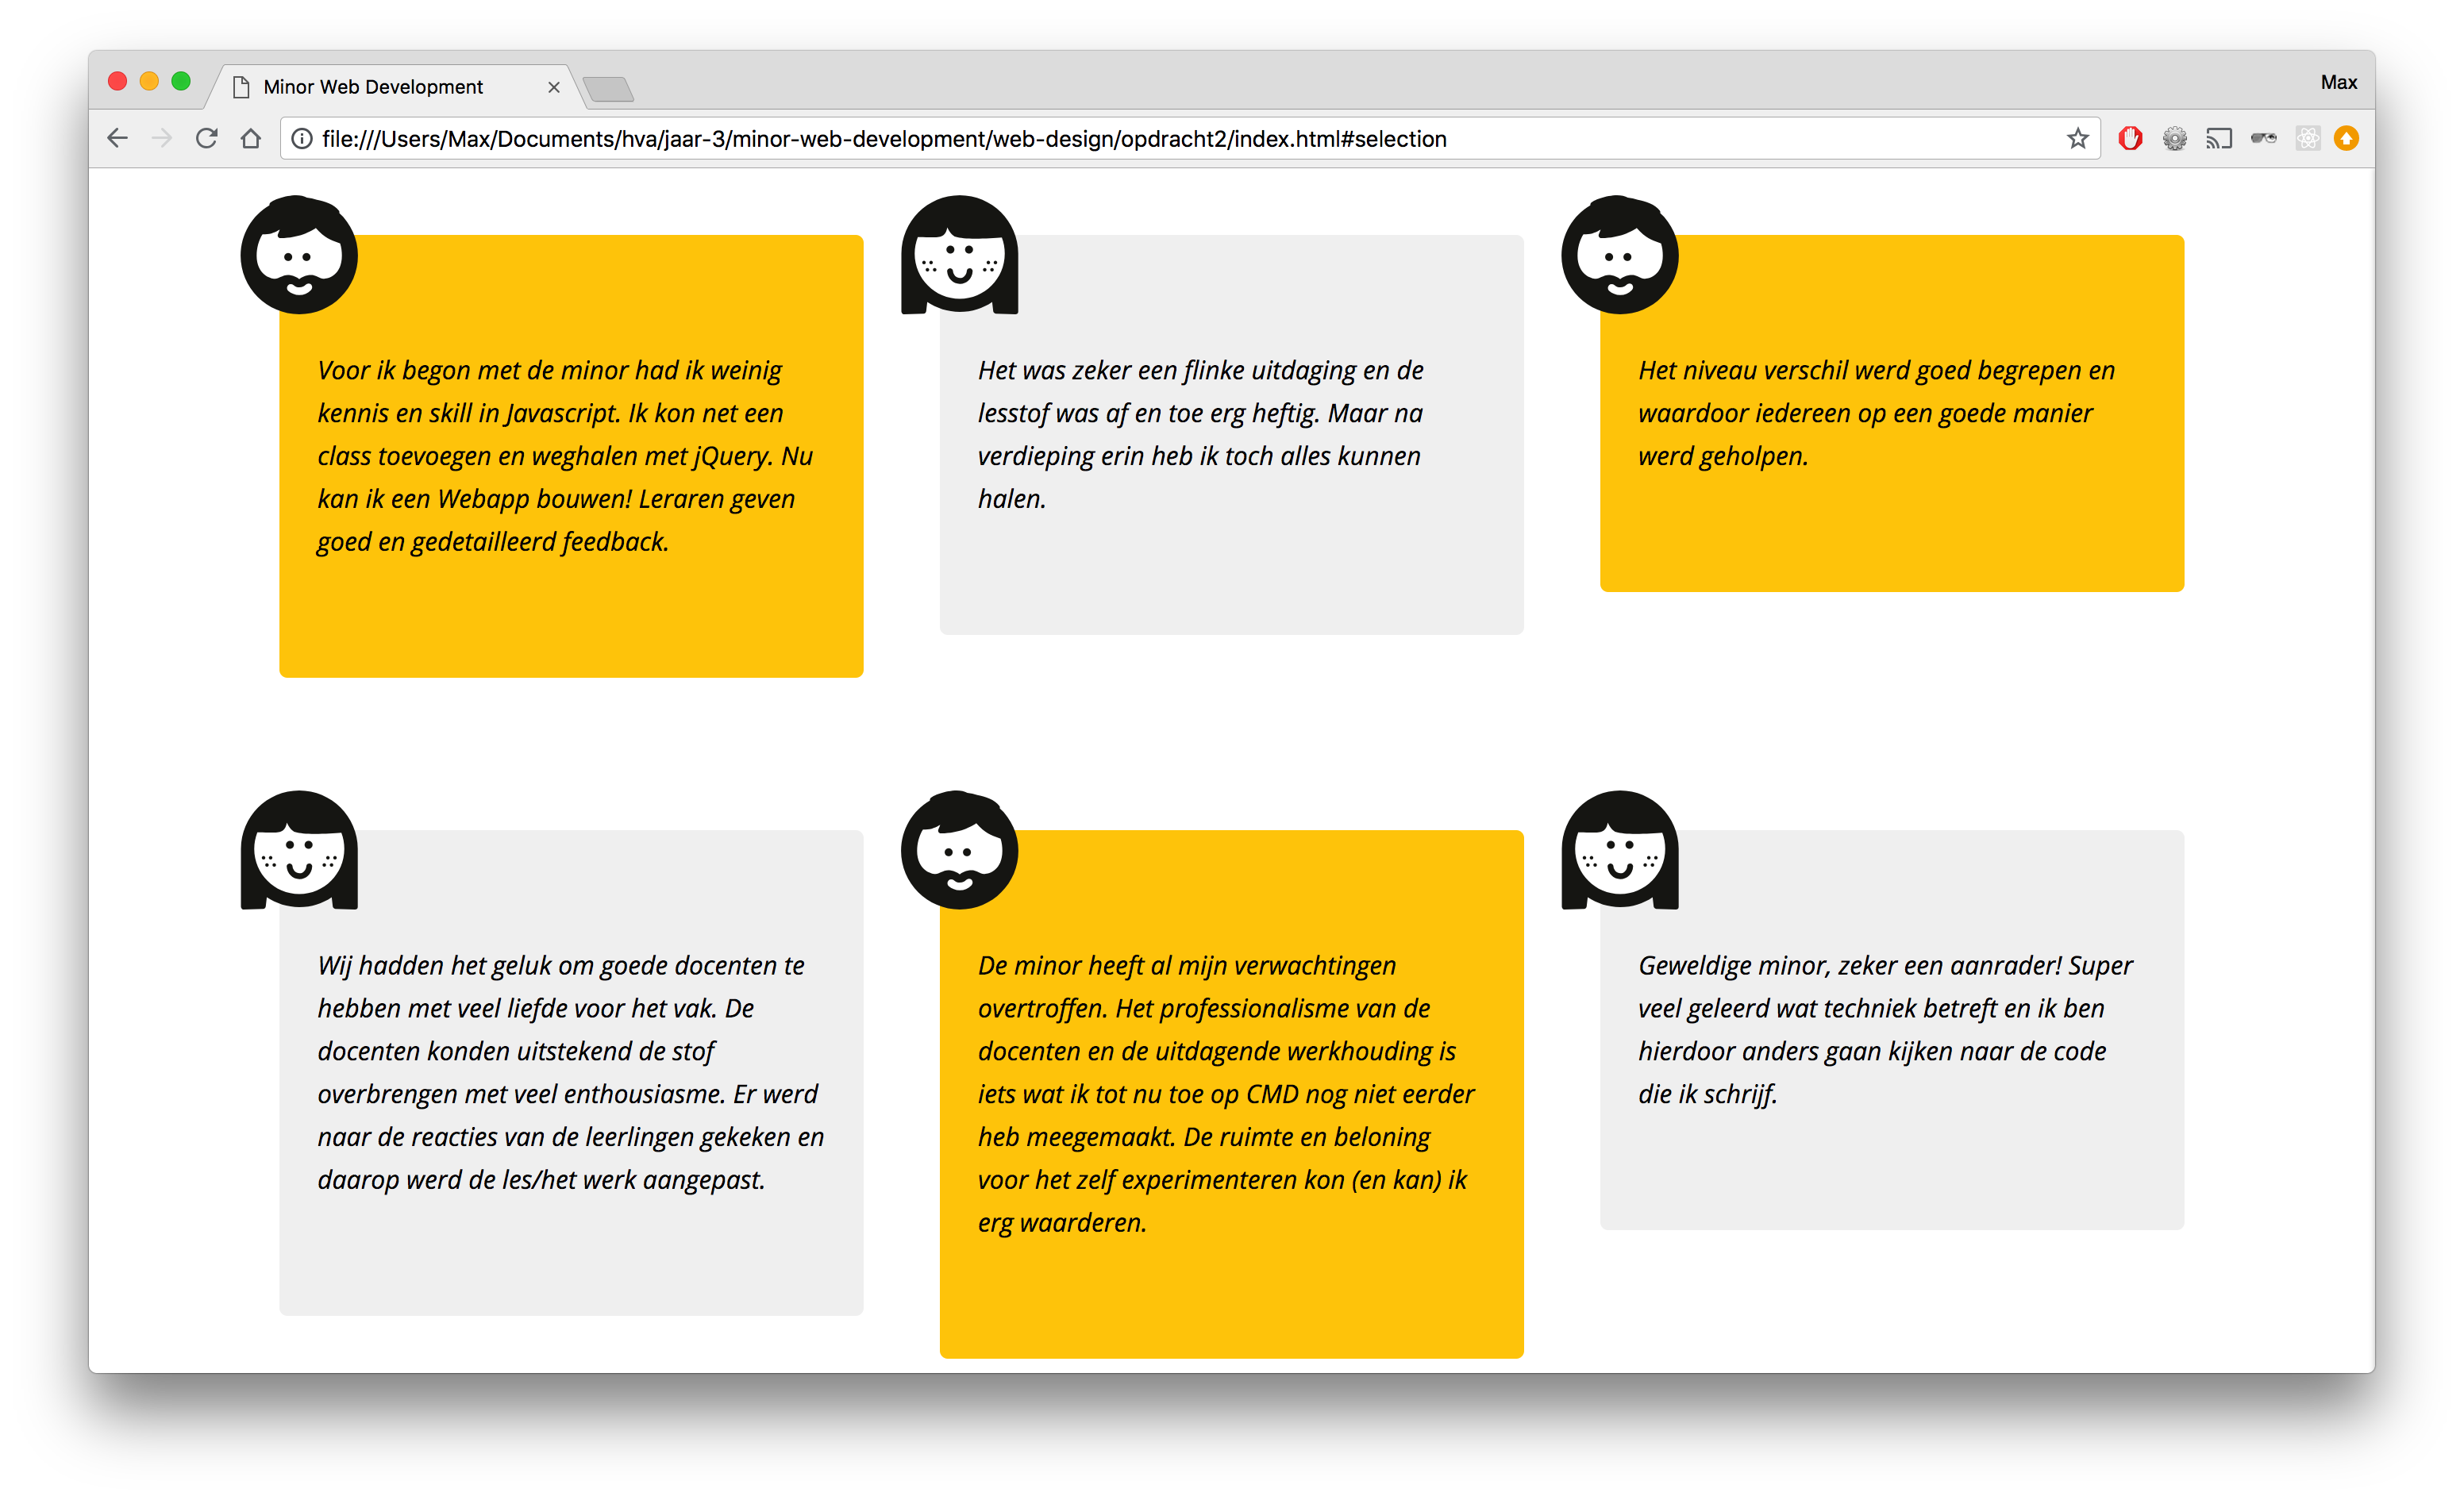 Minor Web Development
Max
file:///Users/Max/Documents/hva/jaar-3/minor-web-development/web-design/opdracht2/index.html#selection
Voor ik begon met de minor had ik weinig
kennis en skill in Javascript. Ik kon net een
class toevoegen en weghalen met jQuery. Nu
kan ik een Webapp bouwen! Leraren geven
goed en gedetailleerd feedback.
Het was zeker een flinke uitdaging en de
lesstof was af en toe erg heftig. Maar na
verdieping erin heb ik toch alles kunnen
halen.
Het niveau verschil werd goed begrepen en
waardoor iedereen op een goede manier
werd geholpen.
Wij hadden het geluk om goede docenten te
hebben met veel liefde voor het vak. De
docenten konden uitstekend de stof
overbrengen met veel enthousiasme. Er werd
naar de reacties van de leerlingen gekeken en
daarop werd de les/het werk aangepast.
De minor heeft al mijn verwachtingen
overtroffen. Het professionalisme van de
docenten en de uitdagende werkhouding is
iets wat ik tot nu toe op CMD nog niet eerder
heb meegemaakt. De ruimte en beloning
voor het zelf experimenteren kon (en kan) ik
erg waarderen.
Geweldige minor, zeker een aanrader! Super
veel geleerd wat techniek betreft en ik ben
hierdoor anders gaan kijken naar de code
die ik schrijf.